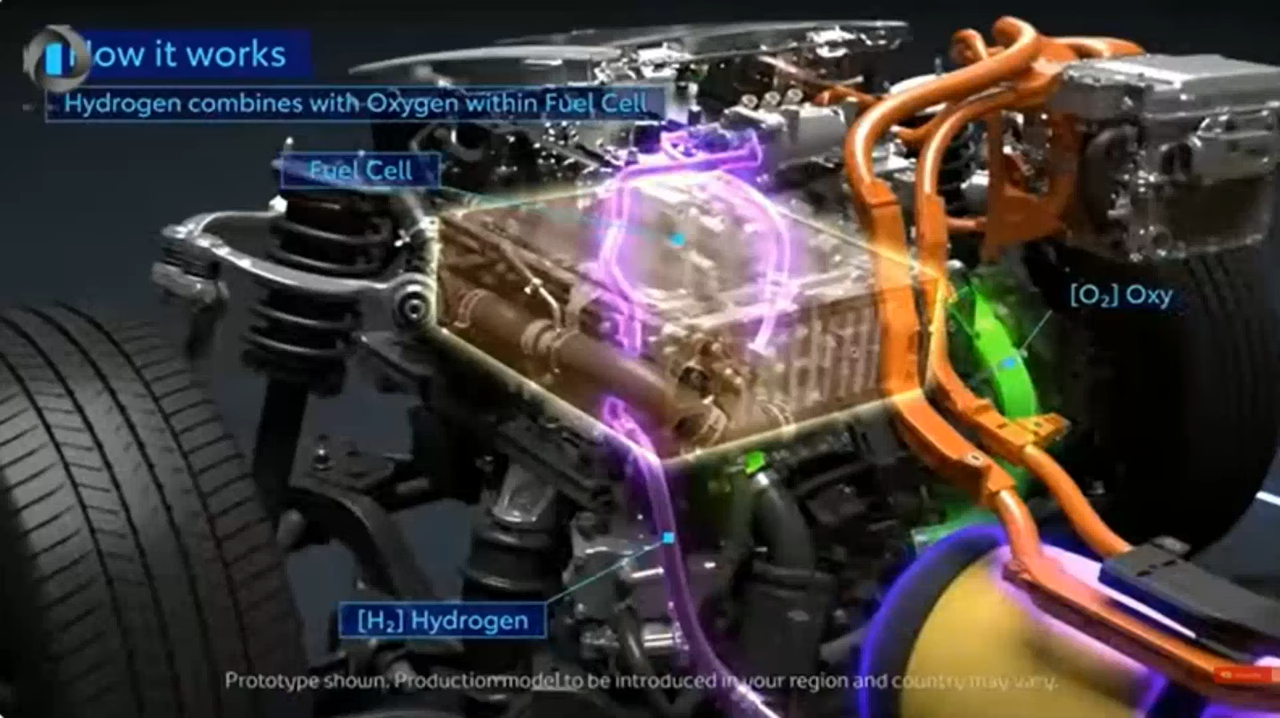 How it works
Hydrogen combines with Oxygen within Fuel Cell
Fuel Cell
[O₂] Oxy
[H₂] Hydrogen
Prototype shown. Production model to be introduced in your region and country may vary.